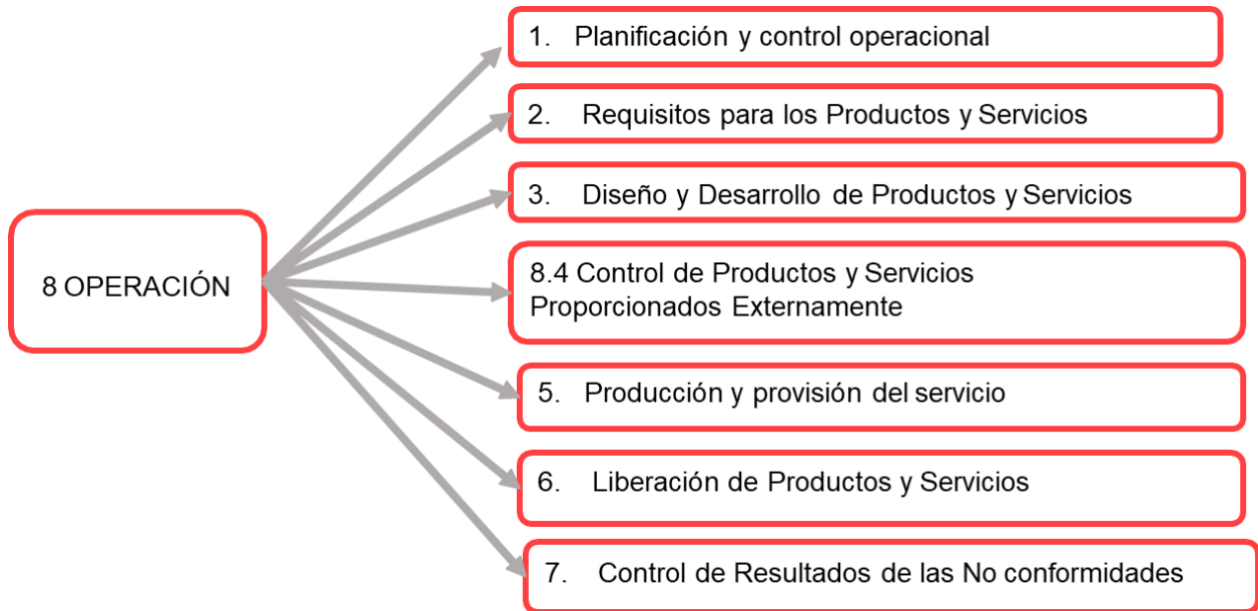 1. Planificación y control operacional
2. Requisitos para los Productos y Servicios
3. Diseño y Desarrollo de Productos y Servicios
8 OPERACIÓN
8.4 Control de Productos y Servicios
Proporcionados Externamente
5. Producción y provisión del servicio
6. Liberación de Productos y Servicios
7. Control de Resultados de las No conformidades